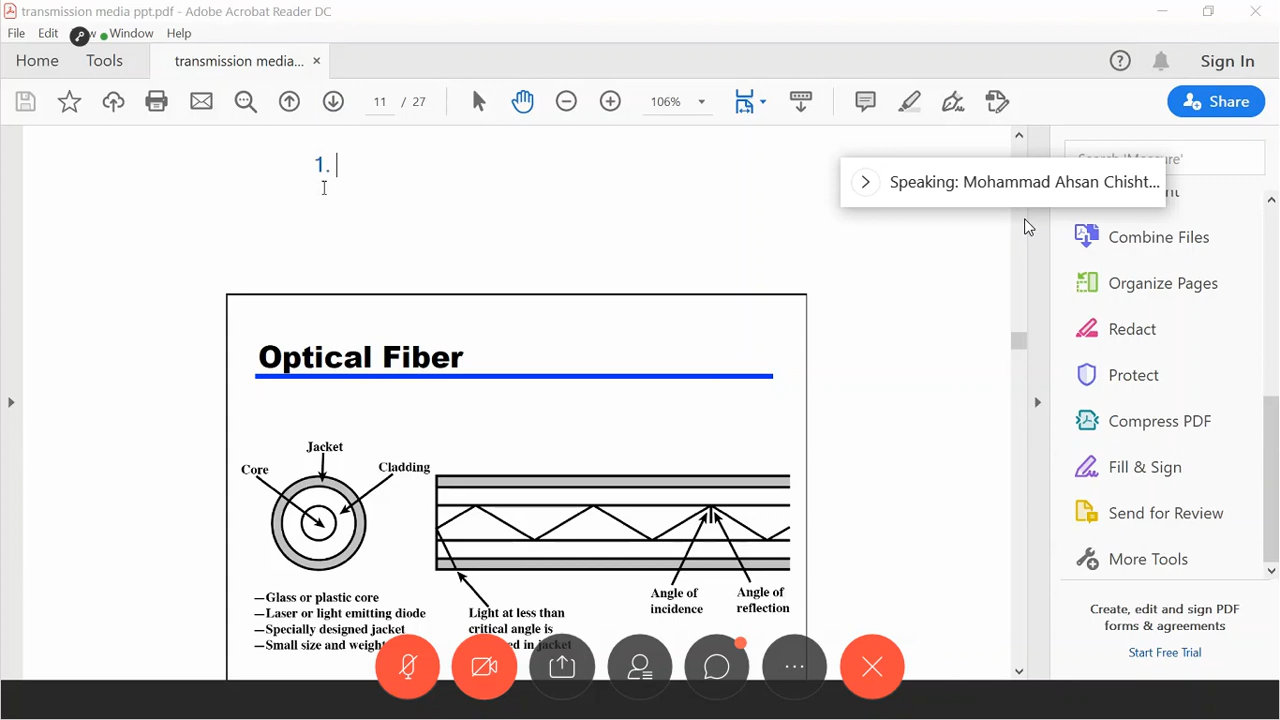 transmission media ppt.pdf - Adobe Acrobat Reader DC
File Edit Window Help
Home Tools transmission media... × Sign In
11 / 27 106% Share
1.
Search 'Measure'
Speaking: Mohammad Ahsan Chisht...
Combine Files
Organize Pages
Redact
Protect
Compress PDF
Fill & Sign
Send for Review
More Tools
Create, edit and sign PDF
forms & agreements
Start Free Trial
Optical Fiber
Jacket
Core
Cladding
Angle of
incidence
Angle of
reflection
Light at less than
critical angle is
in jacket
—Glass or plastic core
—Laser or light emitting diode
—Specially designed jacket
—Small size and weight